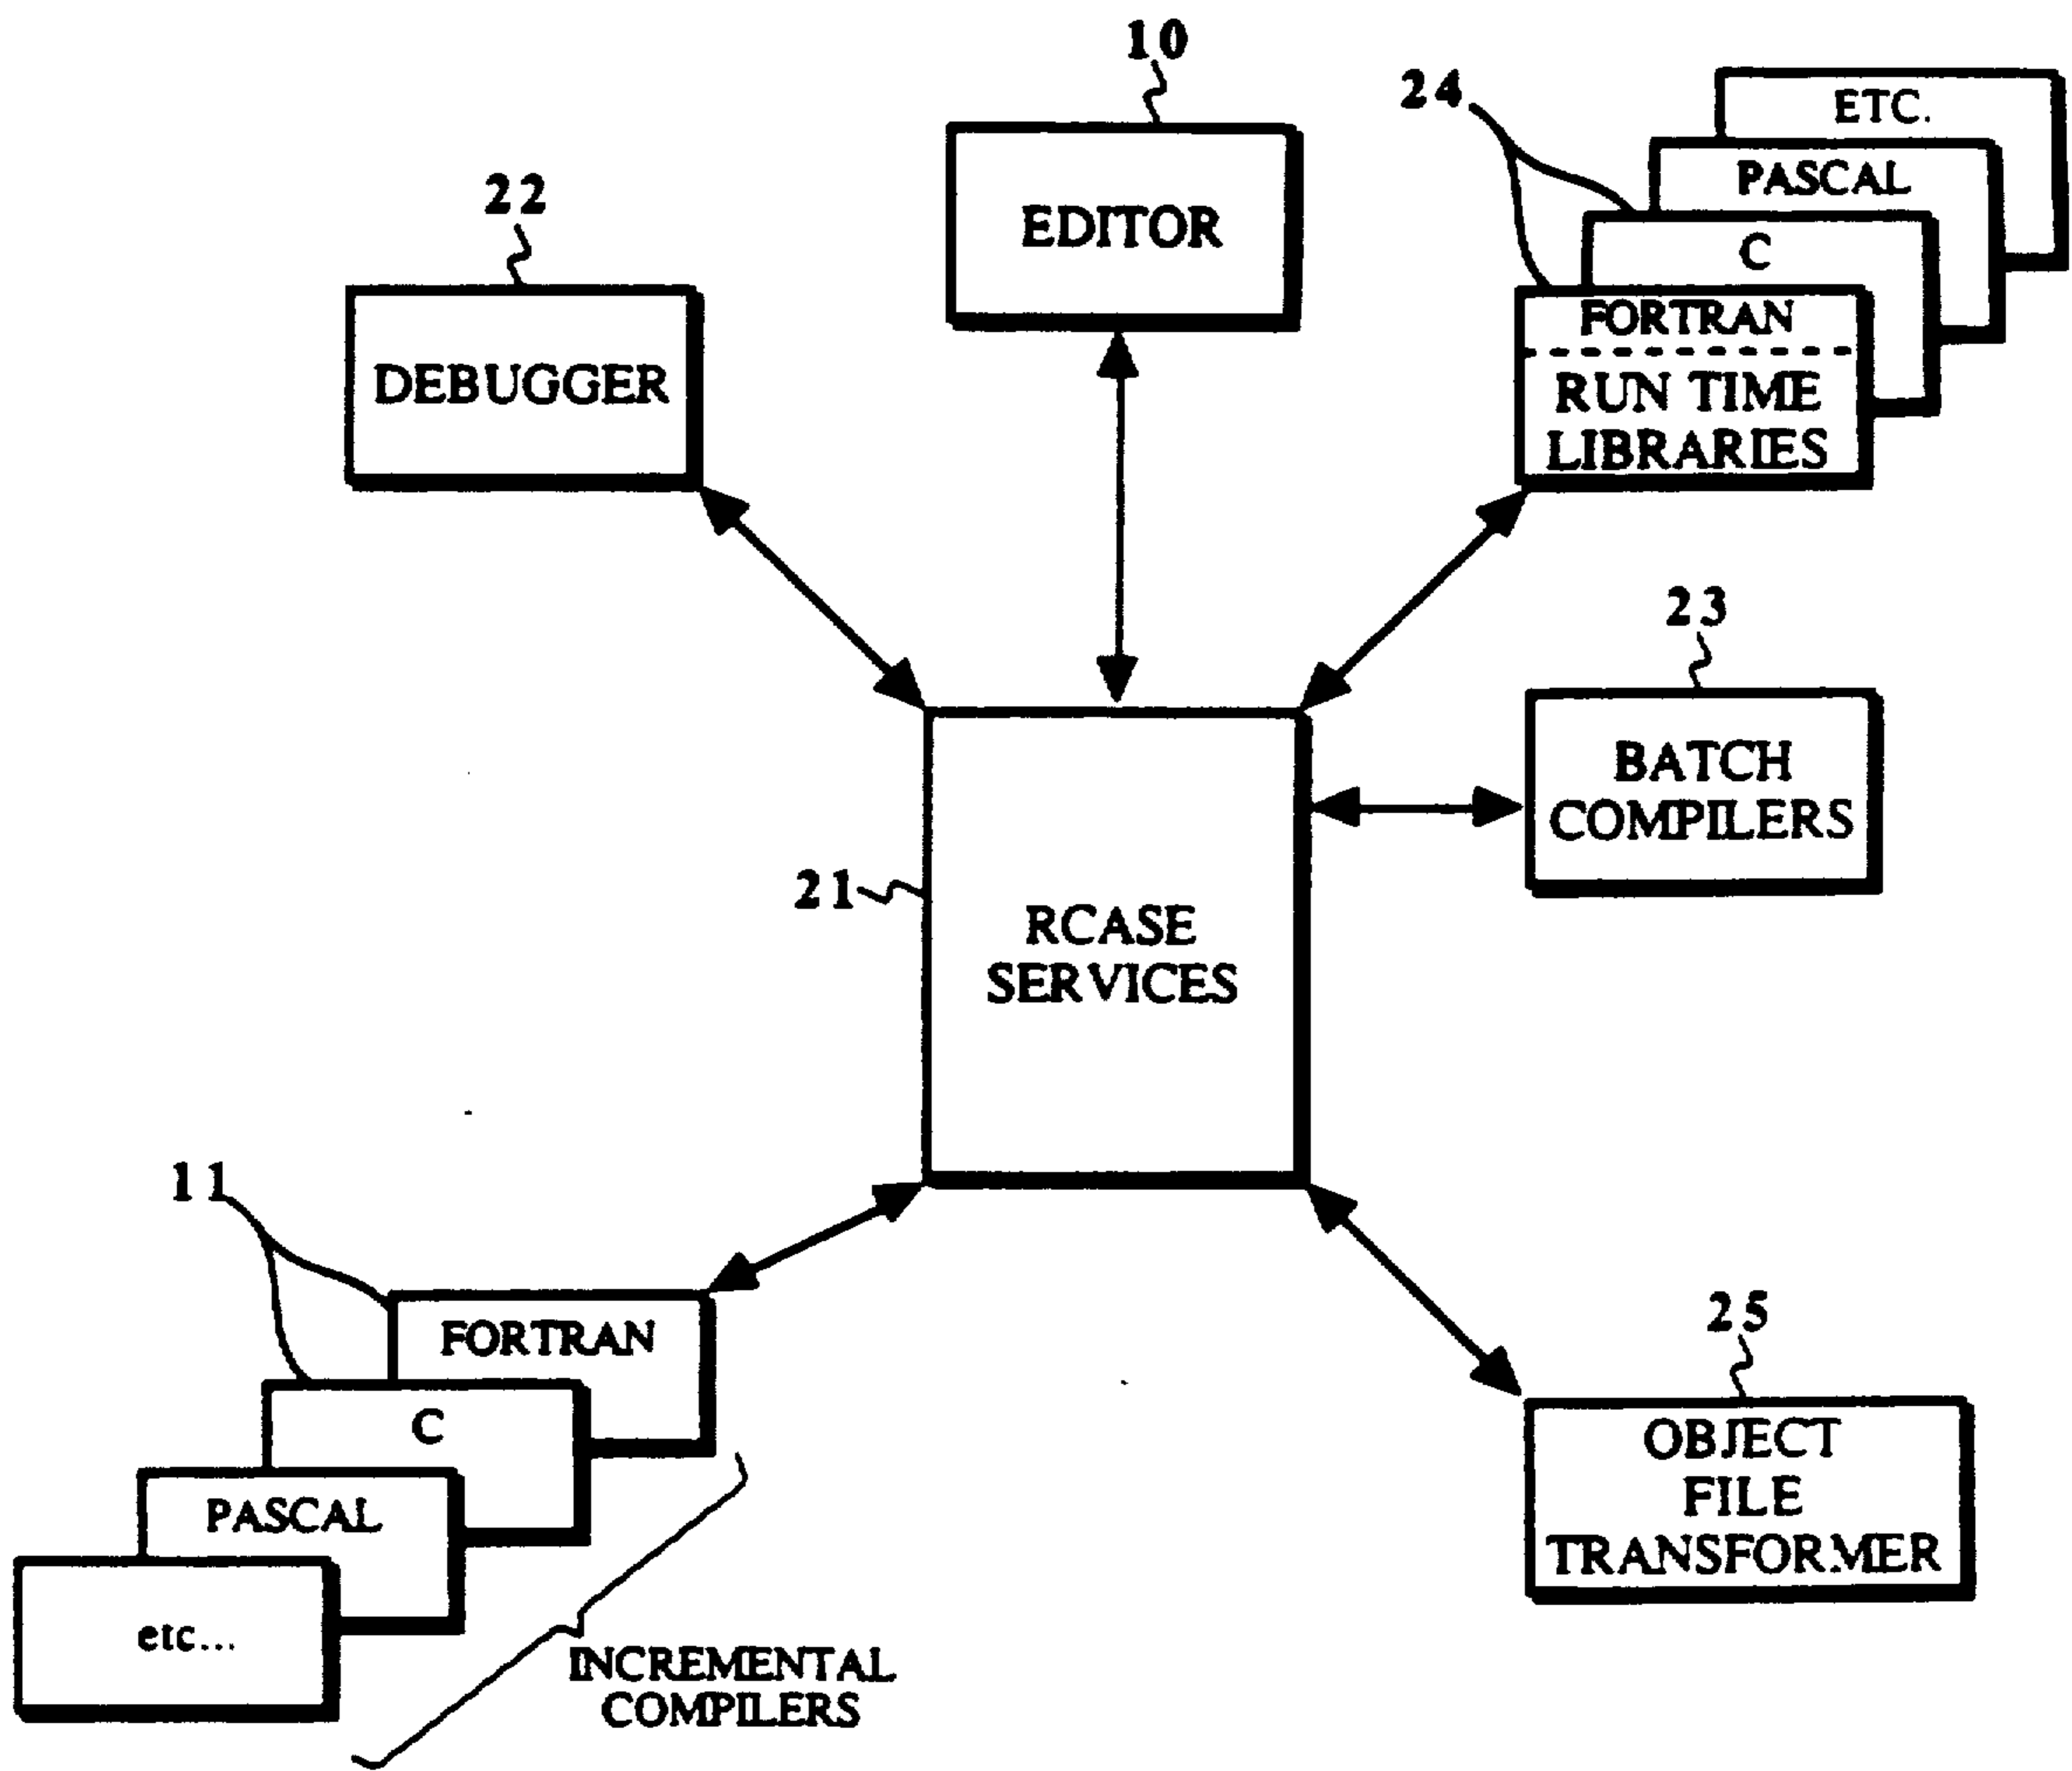 10
EDITOR
22
DEBUGGER
24
ETC.
PASCAL
C
FORTRAN
RUN TIME
LIBRARIES
23
BATCH
COMPILERS
21
RCASE
SERVICES
11
FORTRAN
C
PASCAL
etc...
INCREMENTAL
COMPILERS
25
OBJECT
FILE
TRANSFORMER